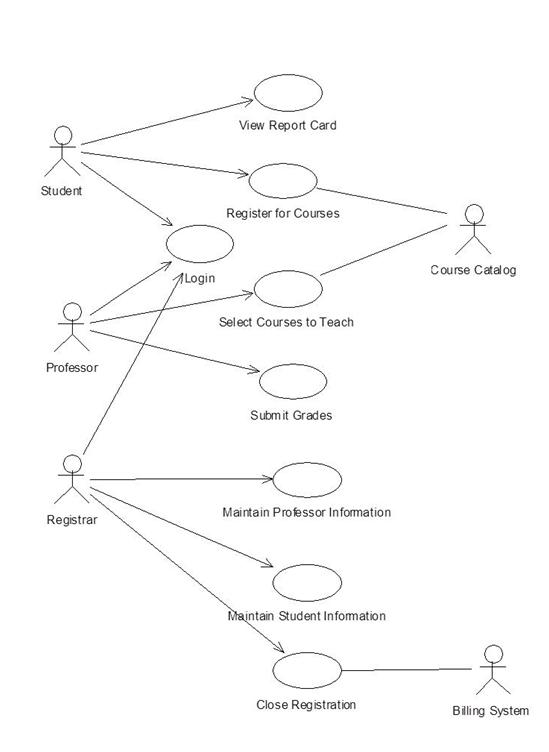 View Report Card
Student
Register for Courses
Login
Course Catalog
Select Courses to Teach
Professor
Submit Grades
Registrar
Maintain Professor Information
Maintain Student Information
Close Registration
Billing System